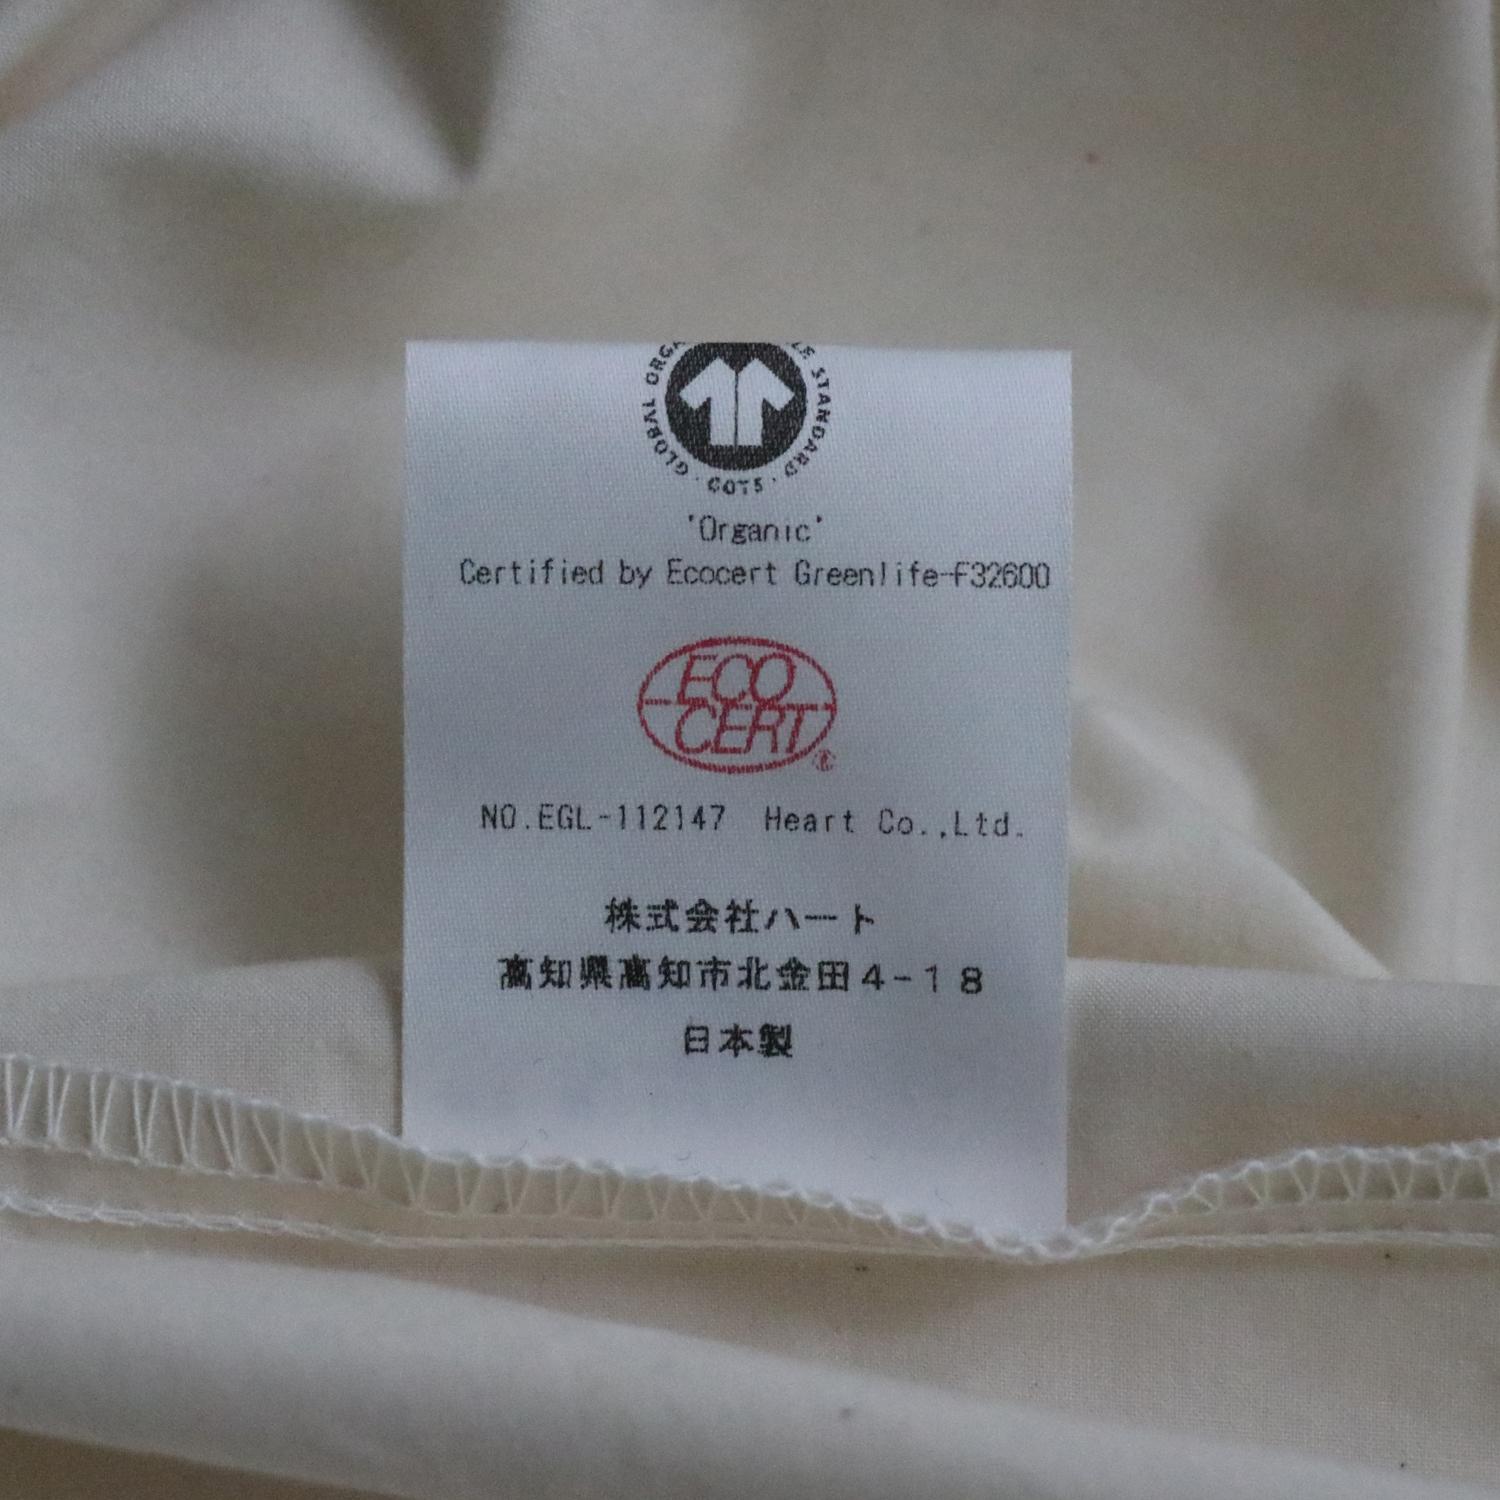 GLOBAL STANDARD
· GOTS ·
'Organic'
Certified by Ecocert Greenlife-F32600
ECO
CERT®
NO.EGL-112147 Heart Co.,Ltd.
株式会社ハート
高知県高知市北金田4-18
日本製